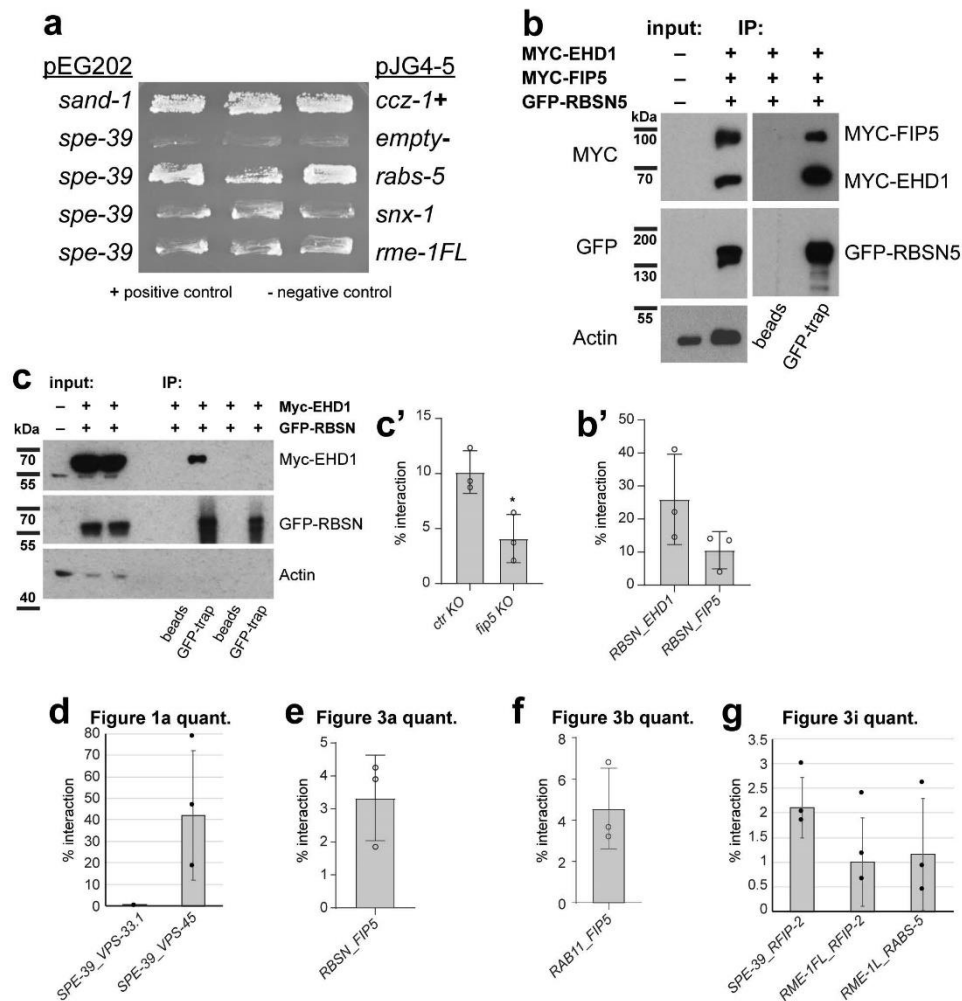 a
pEG202
pJG4-5
sand-1
ccz-1+
spe-39
empty-
spe-39
rabs-5
spe-39
snx-1
spe-39
rme-1FL
+ positive control - negative control
b
input: IP:
MYC-EHD1 – + + +
MYC-FIP5 – + + +
GFP-RBSN5 – + + +
kDa
100
70
MYC
MYC-FIP5
MYC-EHD1
200
130
GFP
GFP-RBSN5
55
Actin
beads
GFP-trap
c
input: IP:
– + + + + + + Myc-EHD1
– + + + + + + GFP-RBSN
kDa
70
55
Myc-EHD1
70
55
GFP-RBSN
Actin
40
beads
GFP-trap
beads
GFP-trap
c'
% interaction
15
10
5
0
*
ctr KO
fip5 KO
b'
% interaction
50
40
30
20
10
0
RBSN_EHD1
RBSN_FIP5
d
Figure 1a quant.
% interaction
80
70
60
50
40
30
20
10
0
SPE-39_VPS-33.1
SPE-39_VPS-45
e
Figure 3a quant.
% interaction
5
4
3
2
1
0
RBSN_FIP5
f
Figure 3b quant.
% interaction
8
6
4
2
0
RAB11_FIP5
g
Figure 3i quant.
% interaction
3.5
3
2.5
2
1.5
1
0.5
0
SPE-39_RFIP-2
RME-1FL_RFIP-2
RME-1L_RABS-5